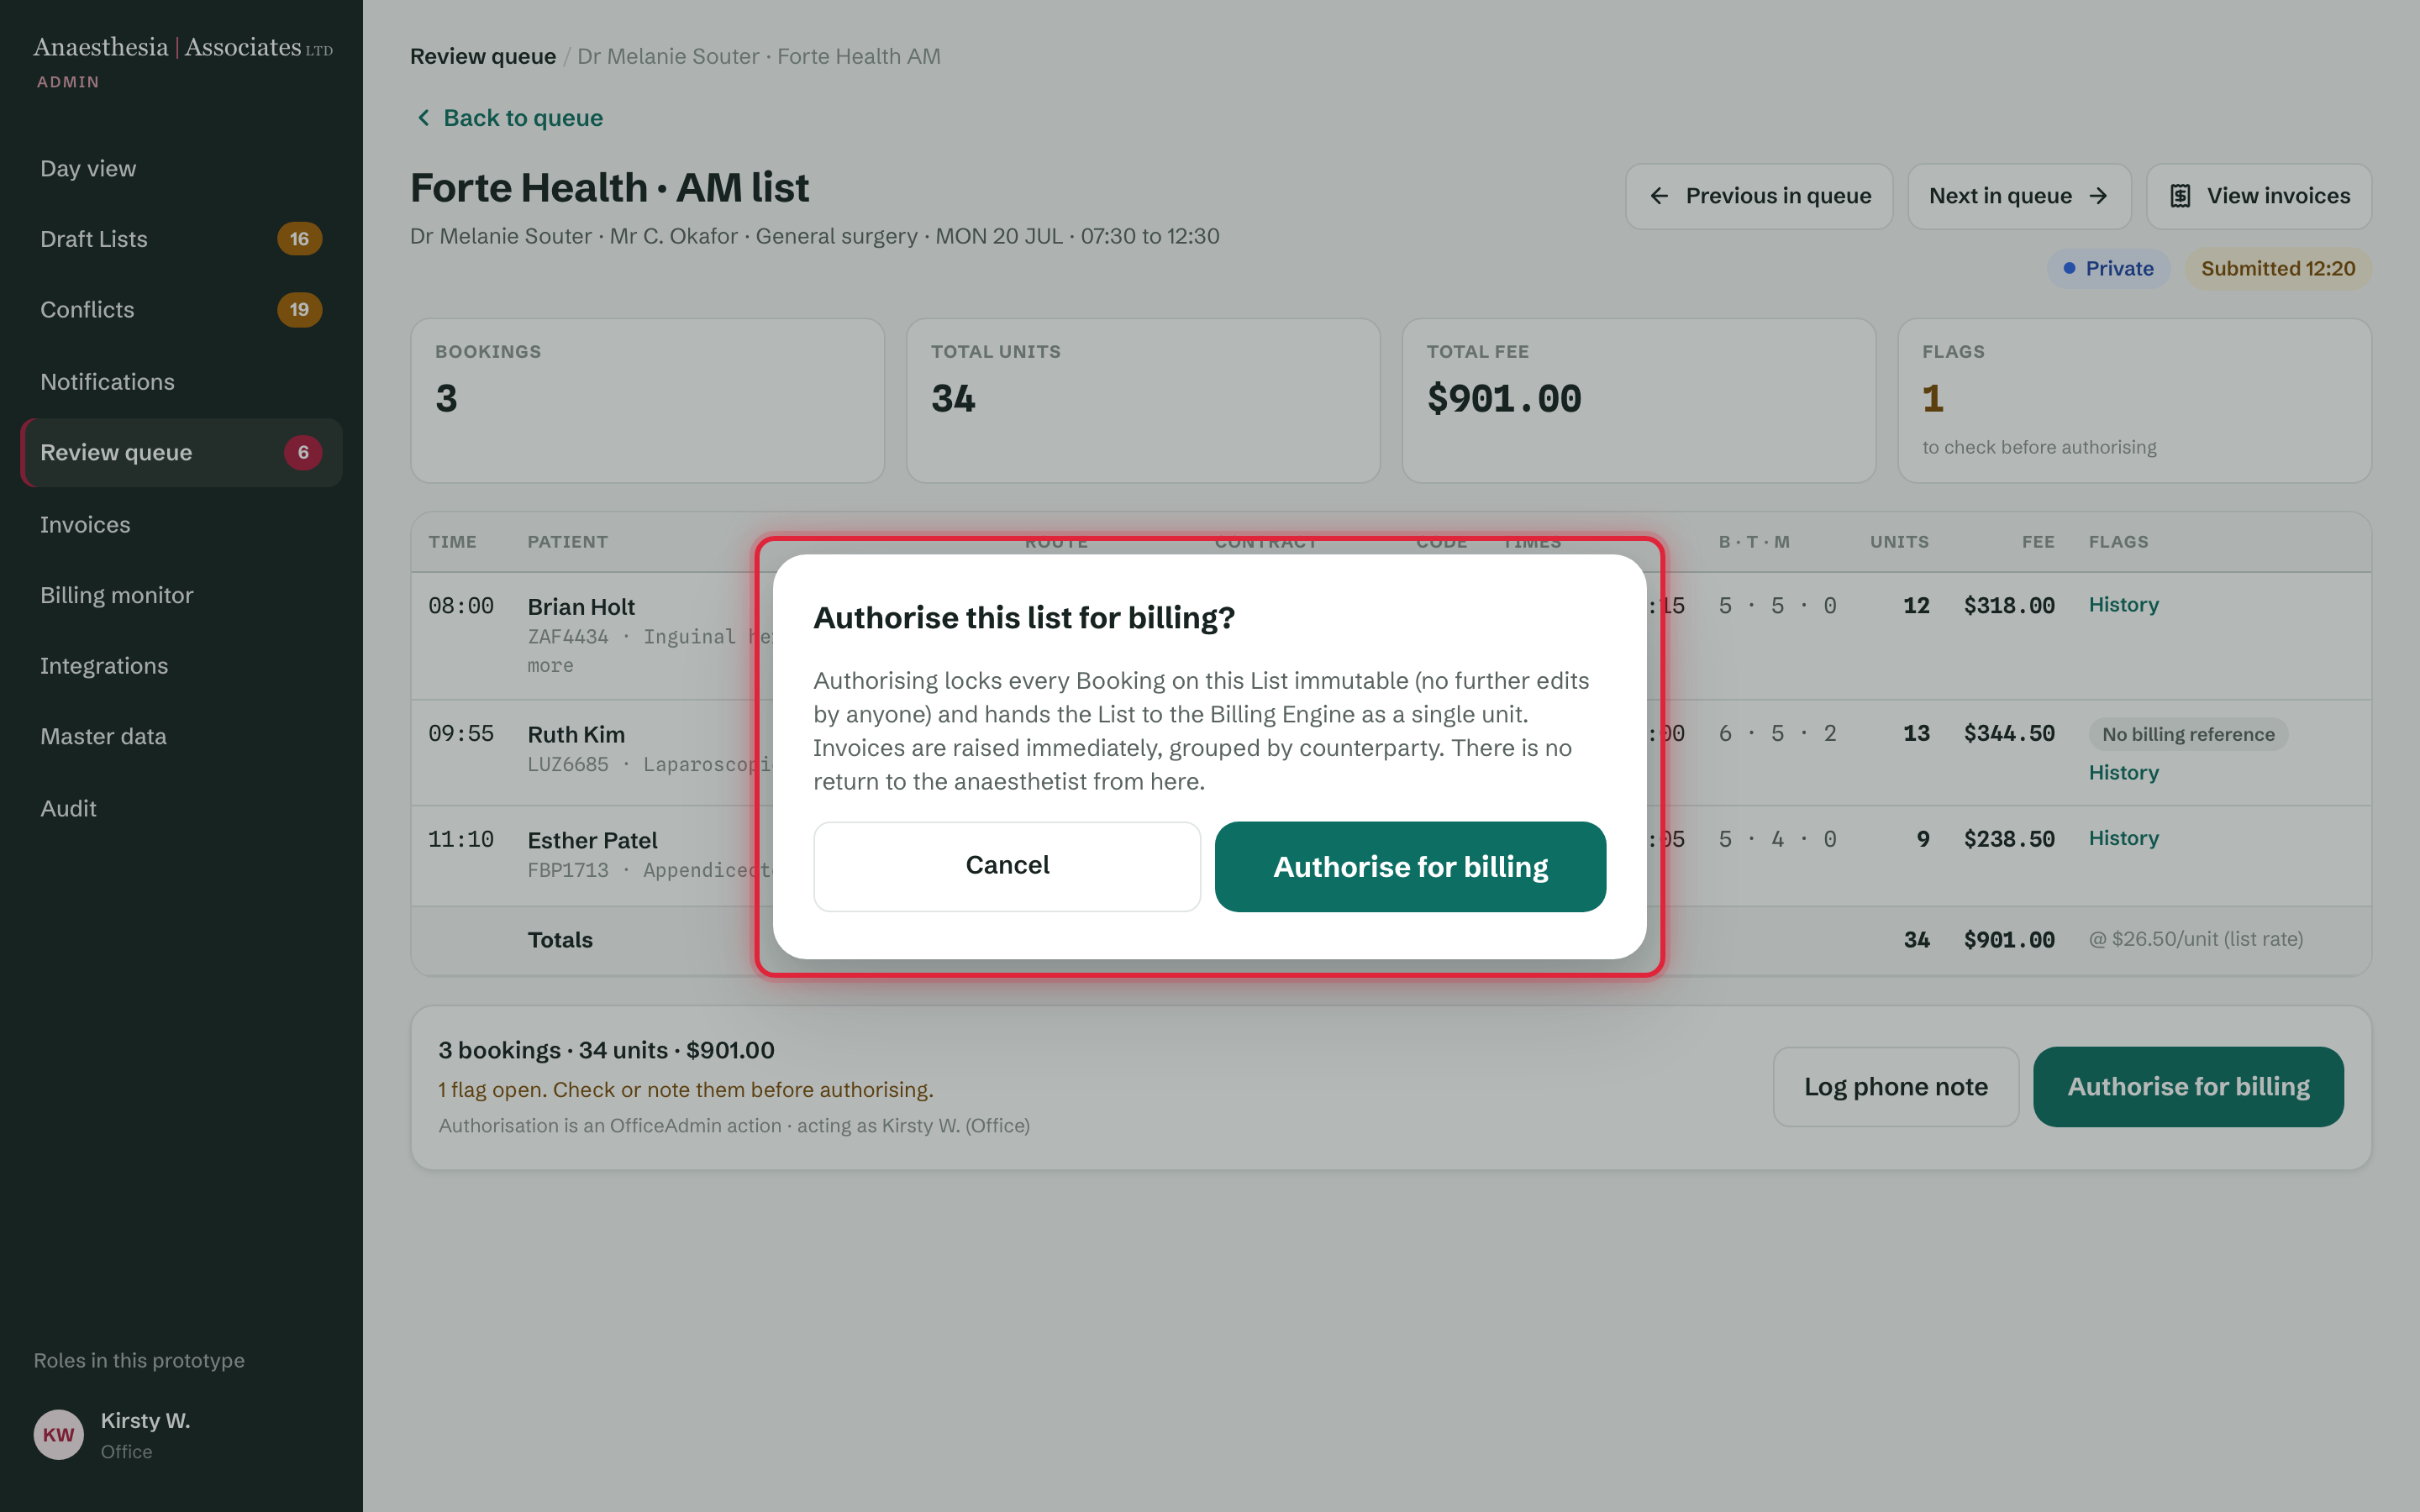 Anaesthesia | Associates LTD
ADMIN
Day view
Draft Lists 16
Conflicts 19
Notifications
Review queue 6
Invoices
Billing monitor
Integrations
Master data
Audit
Roles in this prototype
KW Kirsty W.
Office
Review queue / Dr Melanie Souter · Forte Health AM
Back to queue
Forte Health · AM list
Dr Melanie Souter · Mr C. Okafor · General surgery · MON 20 JUL · 07:30 to 12:30
Previous in queue
Next in queue
View invoices
Private
Submitted 12:20
BOOKINGS
3
TOTAL UNITS
34
TOTAL FEE
$901.00
FLAGS
1
to check before authorising
TIME PATIENT ROUTE CONTRACT CODE TIMES B · T · M UNITS FEE FLAGS
08:00 Brian Holt :15 5 · 5 · 0 12 $318.00 History
ZAF4434 · Inguinal
more
09:55 Ruth Kim :00 6 · 5 · 2 13 $344.50 No billing reference
LUZ6685 · History
11:10 Esther Patel :05 5 · 4 · 0 9 $238.50 History
FBP1713 ·
Totals 34 $901.00 @ $26.50/unit (list rate)
Authorise this list for billing?
Authorising locks every Booking on this List immutable (no further edits
by anyone) and hands the List to the Billing Engine as a single unit.
Invoices are raised immediately, grouped by counterparty. There is no
return to the anaesthetist from here.
Cancel
Authorise for billing
3 bookings · 34 units · $901.00
1 flag open. Check or note them before authorising.
Authorisation is an OfficeAdmin action · acting as Kirsty W. (Office)
Log phone note
Authorise for billing